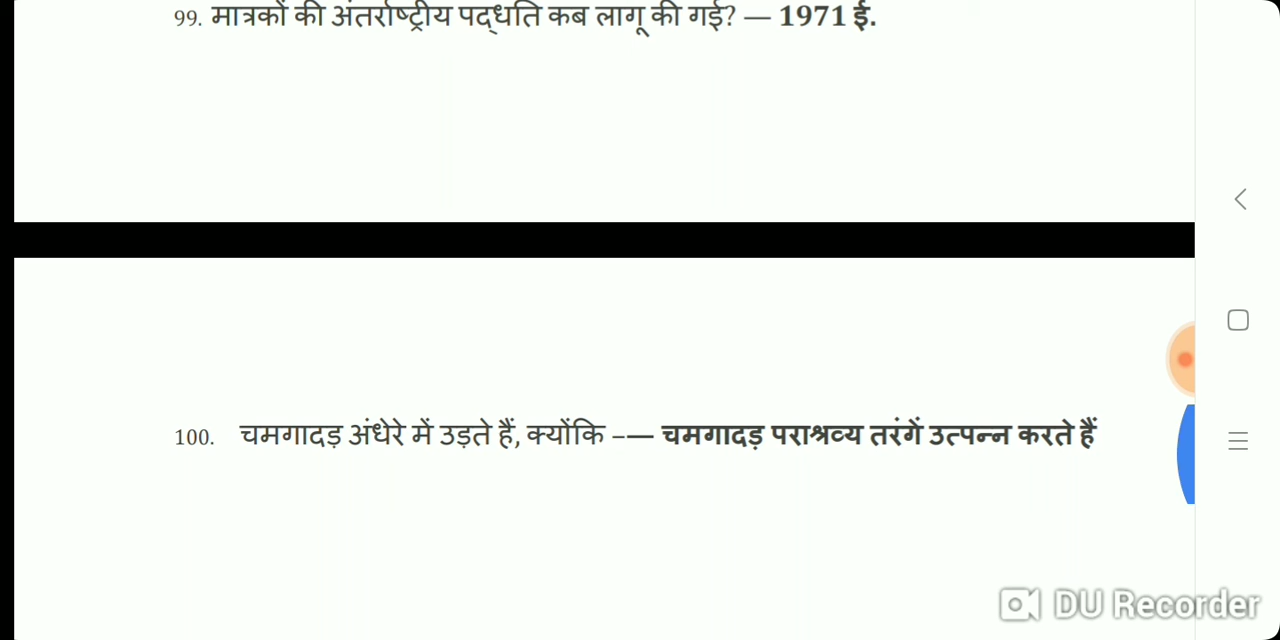 99. मात्रकों की अंतर्राष्ट्रीय पद्धति कब लागू की गई? — 1971 ई.
100. चमगादड़ अंधेरे में उड़ते हैं, क्योंकि –— चमगादड़ पराश्रव्य तरंगें उत्पन्न करते हैं
DU Recorder